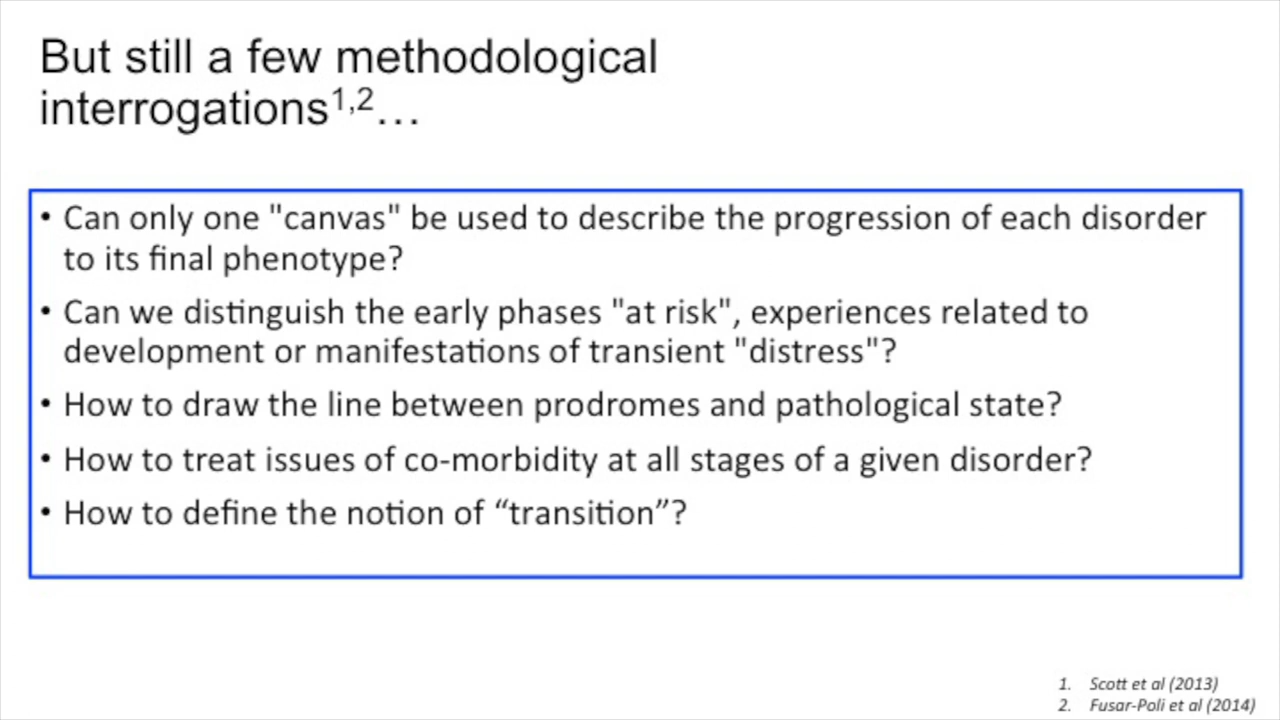 But still a few methodological
interrogations1,2…
• Can only one "canvas" be used to describe the progression of each disorder
to its final phenotype?
• Can we distinguish the early phases "at risk", experiences related to
development or manifestations of transient "distress"?
• How to draw the line between prodromes and pathological state?
• How to treat issues of co-morbidity at all stages of a given disorder?
• How to define the notion of “transition”?
1. Scott et al (2013)
2. Fusar-Poli et al (2014)